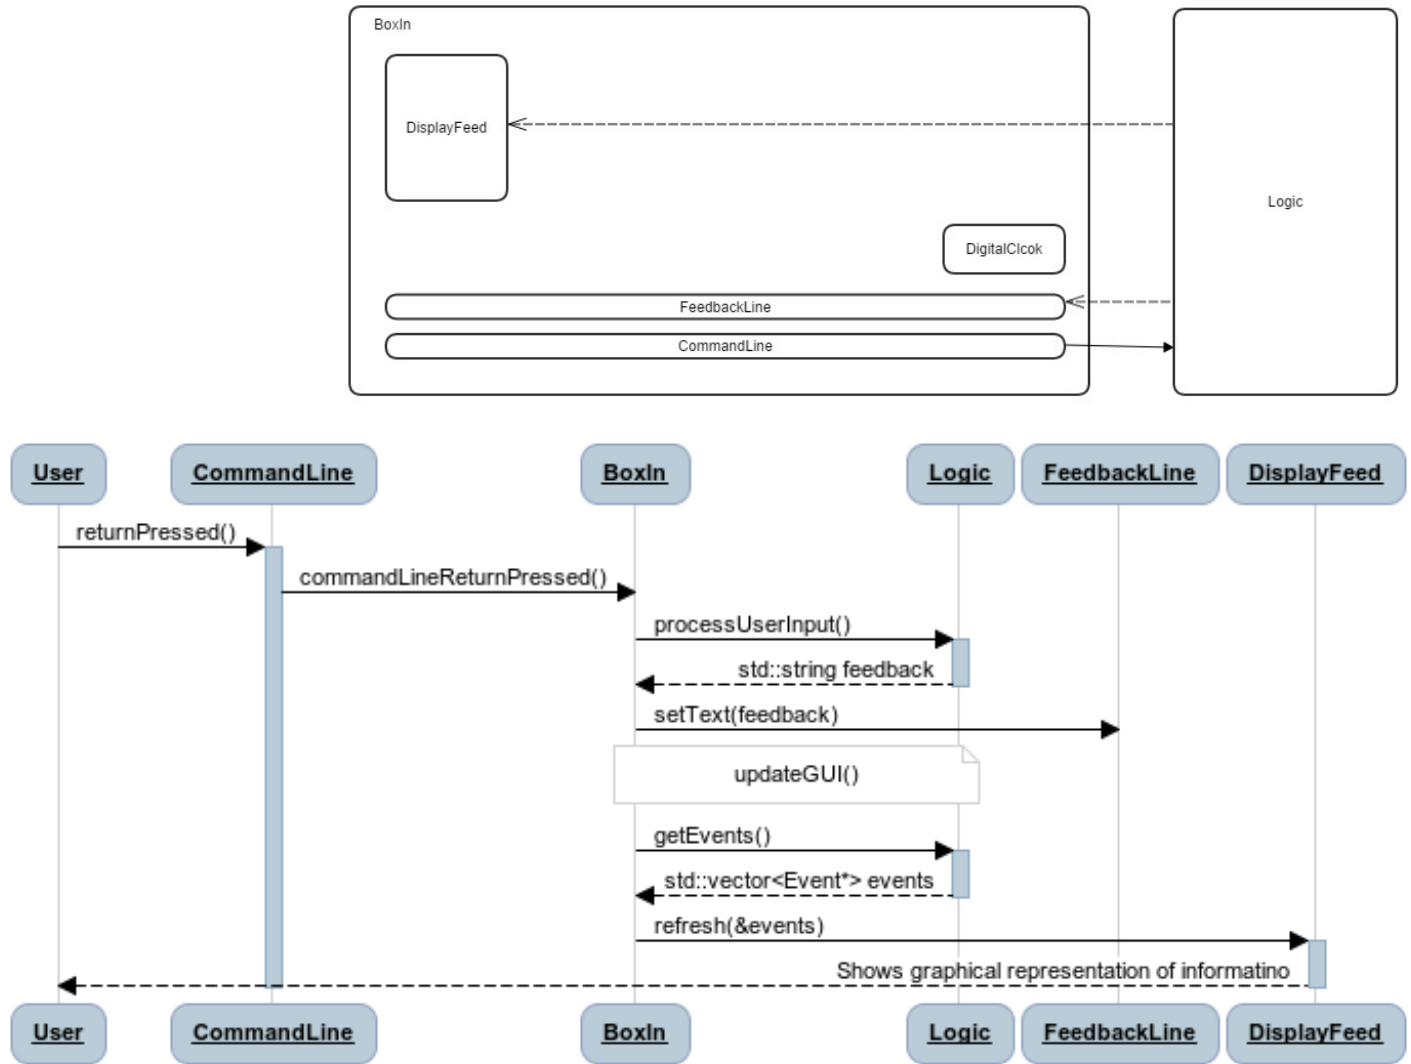 BoxIn
DisplayFeed
Logic
DigitalClcok
FeedbackLine
CommandLine
User CommandLine BoxIn Logic FeedbackLine DisplayFeed
returnPressed()
commandLineReturnPressed()
processUserInput()
std::string feedback
setText(feedback)
updateGUI()
getEvents()
std::vector<Event*> events
refresh(&events)
Shows graphical representation of informatino
User CommandLine BoxIn Logic FeedbackLine DisplayFeed